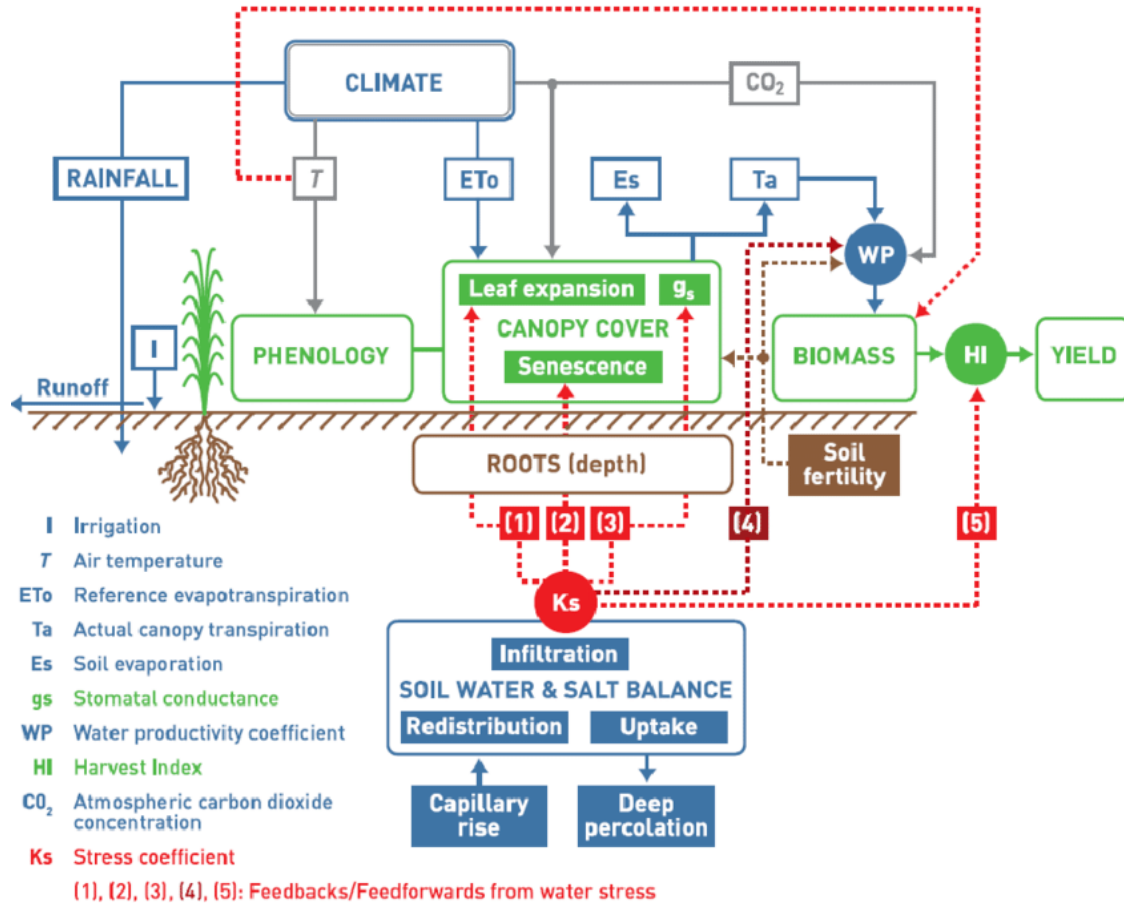 CLIMATE
CO₂
RAINFALL
T
ETo
Es
Ta
WP
Leaf expansion
gs
CANOPY COVER
Senescence
I
PHENOLOGY
BIOMASS
HI
YIELD
Runoff
ROOTS (depth)
Soil
fertility
(1)
(2)
(3)
(4)
(5)
Ks
Infiltration
SOIL WATER & SALT BALANCE
Redistribution
Uptake
Capillary
rise
Deep
percolation
I Irrigation
T Air temperature
ETo Reference evapotranspiration
Ta Actual canopy transpiration
Es Soil evaporation
gs Stomatal conductance
WP Water productivity coefficient
HI Harvest Index
CO₂ Atmospheric carbon dioxide
concentration
Ks Stress coefficient
(1), (2), (3), (4), (5): Feedbacks/Feedforwards from water stress